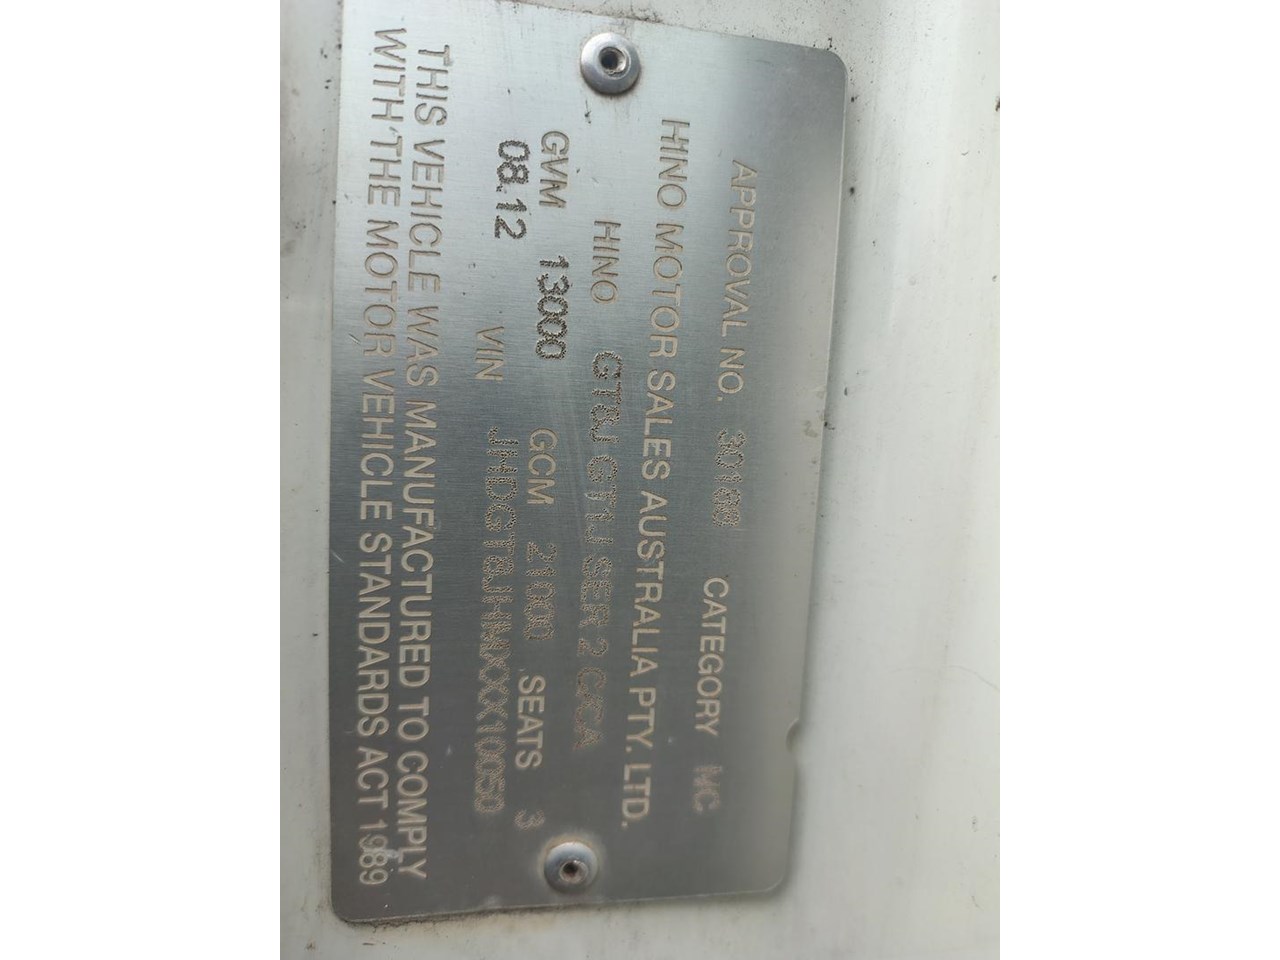 APPROVAL NO. 30180 CATEGORY NC
HINO MOTOR SALES AUSTRALIA PTY. LTD.
HINO GT8J GT1J SER 2 C/CA
GVM 13000 GCM 21000 SEATS 3
08.12 VIN JHDGT8JHMXXX10050
THIS VEHICLE WAS MANUFACTURED TO COMPLY
WITH THE MOTOR VEHICLE STANDARDS ACT 1989